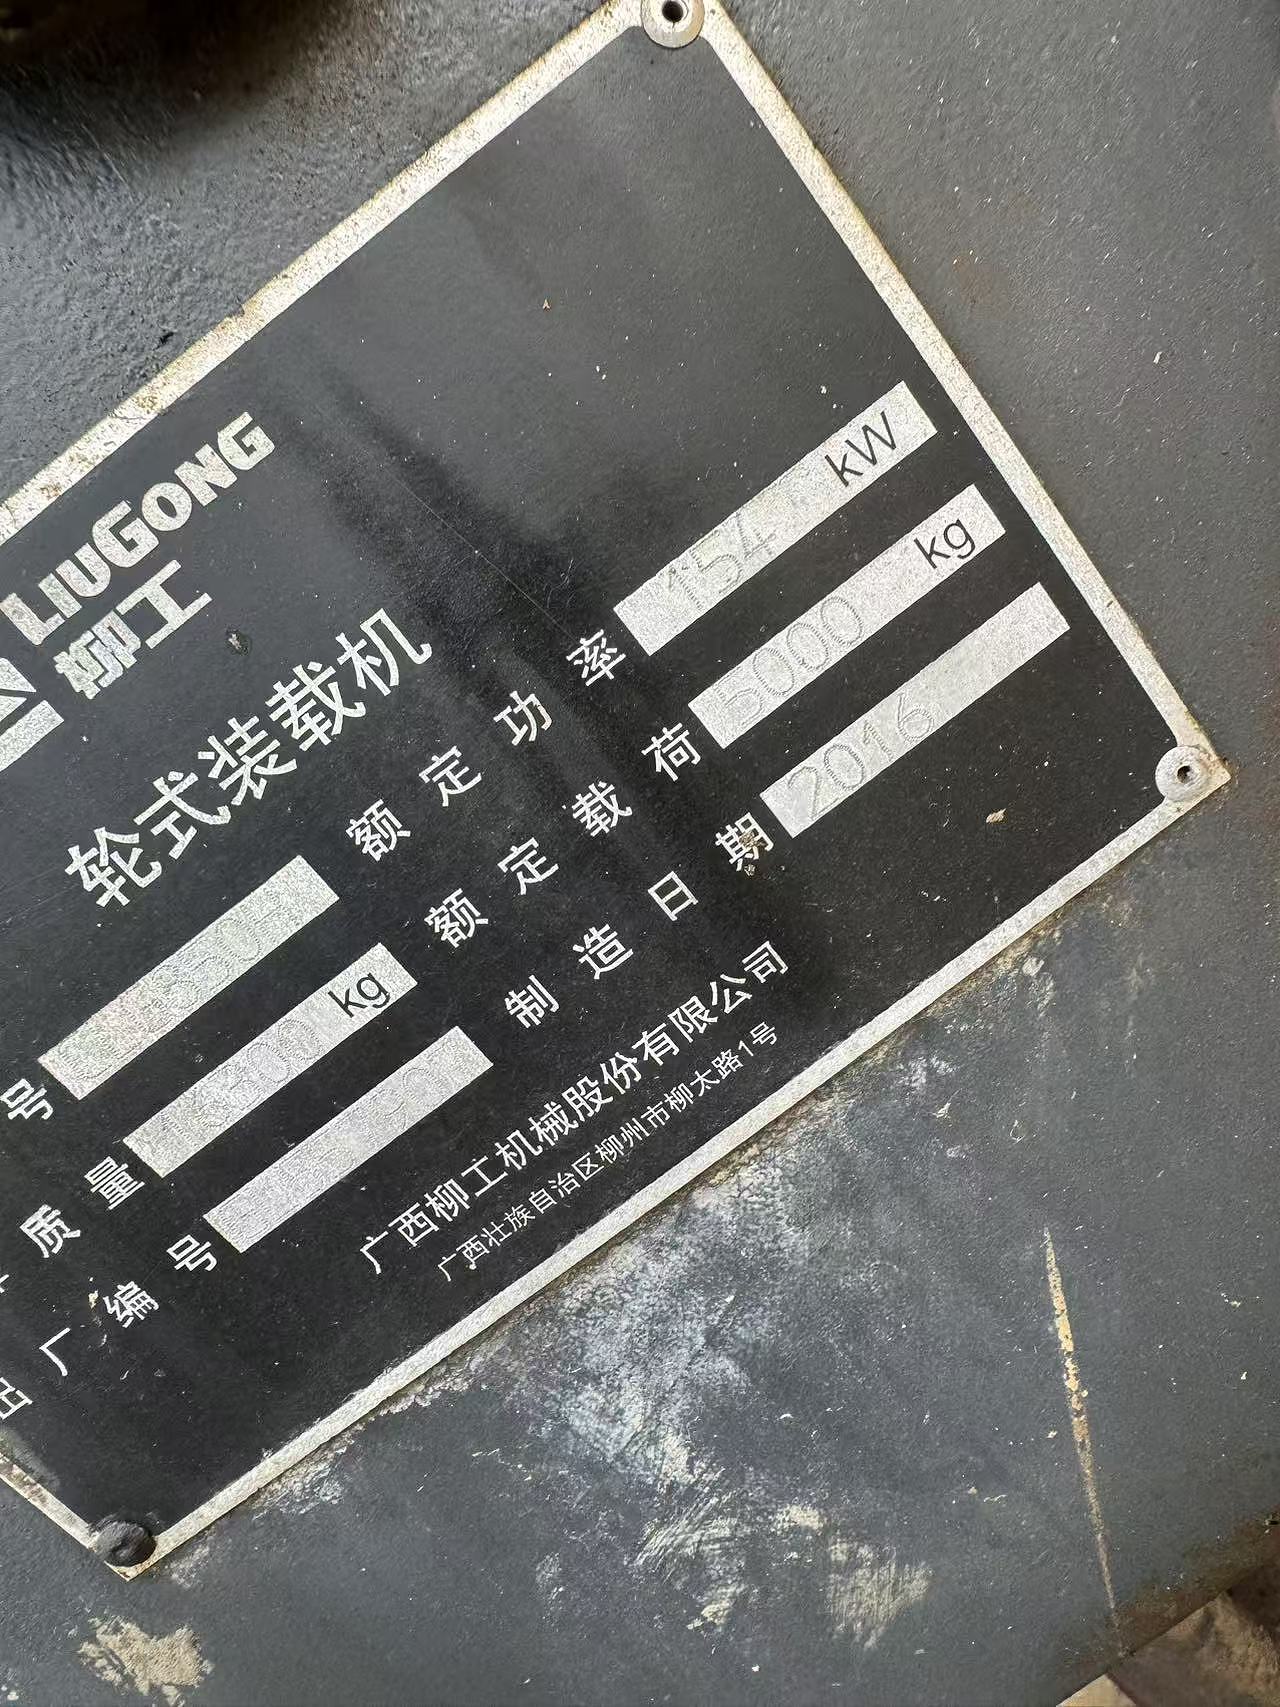 LIUGONG
柳工
轮式装载机
号 额定功率 154 kW
质量 kg 额定载荷 5000 kg
出厂编号 制造日期 2016
广西柳工机械股份有限公司
广西壮族自治区柳州市柳太路1号